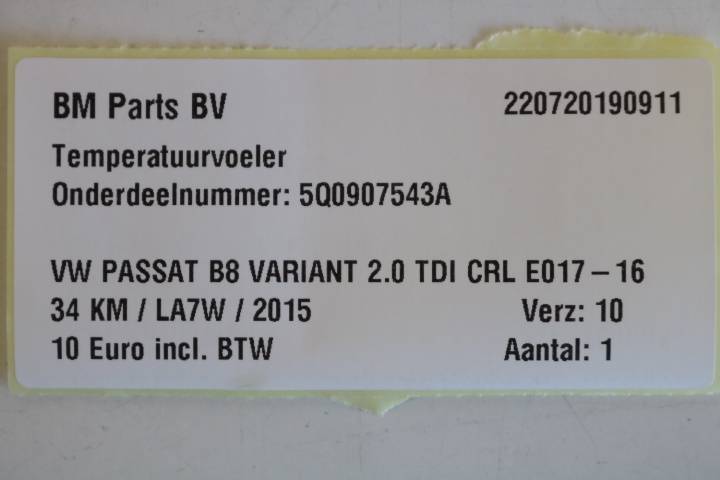 BM Parts BV 220720190911
Temperatuurvoeler
Onderdeelnummer: 5Q0907543A
VW PASSAT B8 VARIANT 2.0 TDI CRL E017 – 16
34 KM / LA7W / 2015 Verz: 10
10 Euro incl. BTW Aantal: 1